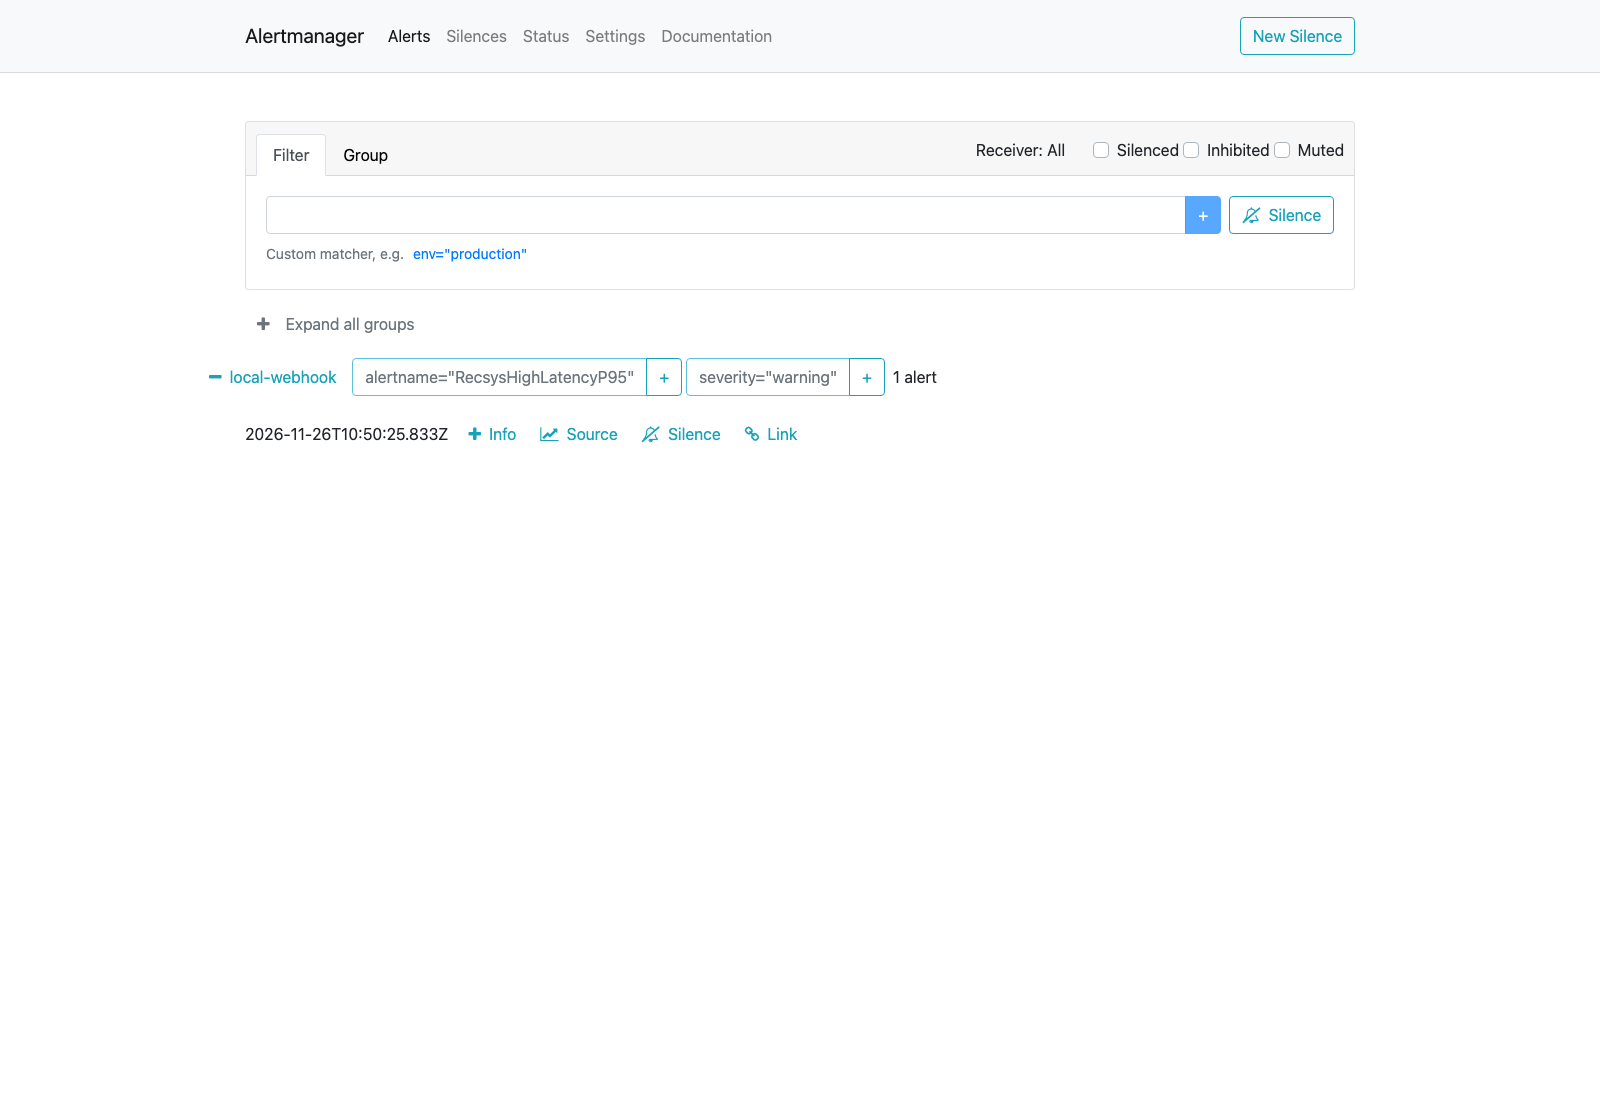 Alertmanager Alerts Silences Status Settings Documentation New Silence
Filter Group Receiver: All Silenced Inhibited Muted
+ Silence
Custom matcher, e.g. env="production"
+ Expand all groups
− local-webhook alertname="RecsysHighLatencyP95" + severity="warning" + 1 alert
2026-11-26T10:50:25.833Z + Info Source Silence Link